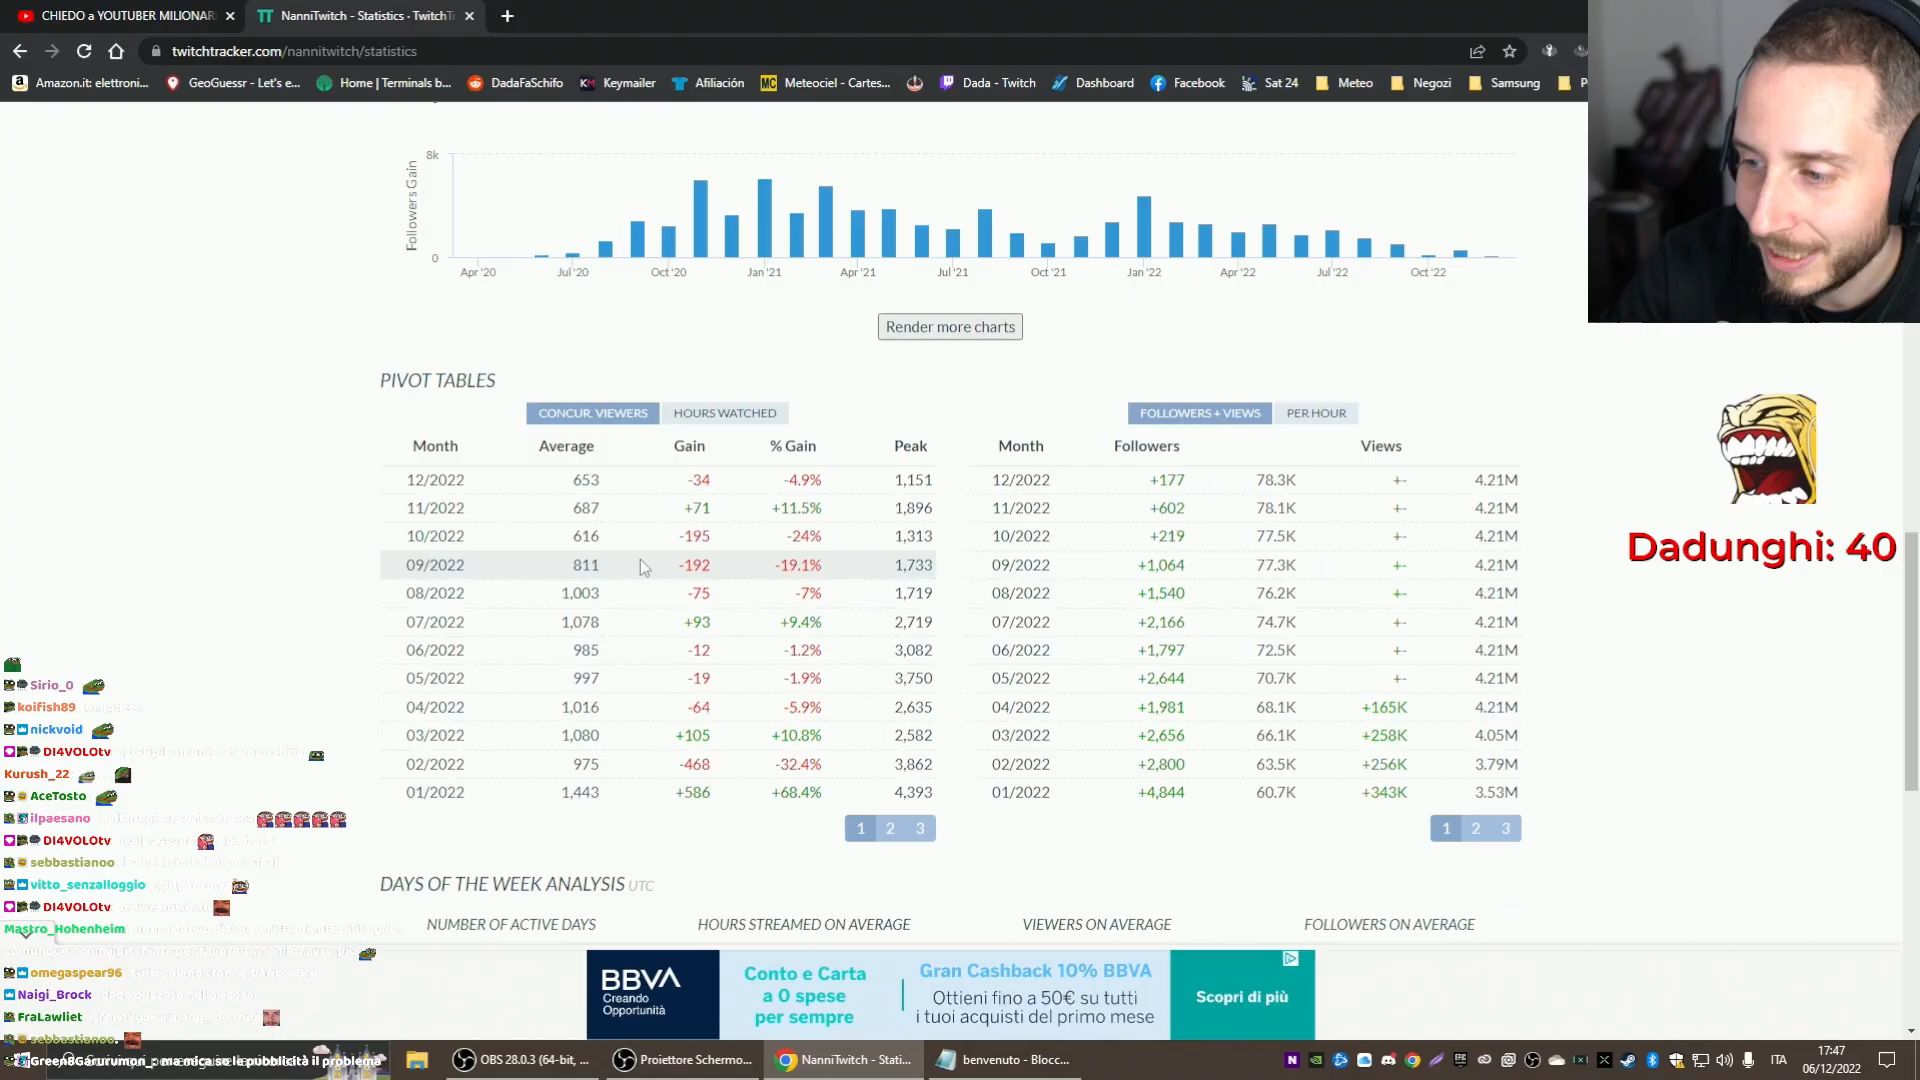 CHIEDO a YOUTUBER MILIONAR
NanniTwitch - Statistics · TwitchT
twitchtracker.com/nannitwitch/statistics
Amazon.it: elettroni...
GeoGuessr - Let's e...
Home | Terminals b...
DadaFaSchifo
Keymailer
Afiliación
Meteociel - Cartes...
Dada - Twitch
Dashboard
Facebook
Sat 24
Meteo
Negozi
Samsung
P
Followers Gain
8k
0
Apr '20
Jul '20
Oct '20
Jan '21
Apr '21
Jul '21
Oct '21
Jan '22
Apr '22
Jul '22
Oct '22
Render more charts
PIVOT TABLES
CONCUR. VIEWERS HOURS WATCHED
Month Average Gain % Gain Peak
12/2022 653 -34 -4.9% 1,151
11/2022 687 +71 +11.5% 1,896
10/2022 616 -195 -24% 1,313
09/2022 811 -192 -19.1% 1,733
08/2022 1,003 -75 -7% 1,719
07/2022 1,078 +93 +9.4% 2,719
06/2022 985 -12 -1.2% 3,082
05/2022 997 -19 -1.9% 3,750
04/2022 1,016 -64 -5.9% 2,635
03/2022 1,080 +105 +10.8% 2,582
02/2022 975 -468 -32.4% 3,862
01/2022 1,443 +586 +68.4% 4,393
1 2 3
FOLLOWERS + VIEWS PER HOUR
Month Followers Views
12/2022 +177 78.3K +- 4.21M
11/2022 +602 78.1K +- 4.21M
10/2022 +219 77.5K +- 4.21M
09/2022 +1,064 77.3K +- 4.21M
08/2022 +1,540 76.2K +- 4.21M
07/2022 +2,166 74.7K +- 4.21M
06/2022 +1,797 72.5K +- 4.21M
05/2022 +2,644 70.7K +- 4.21M
04/2022 +1,981 68.1K +165K 4.21M
03/2022 +2,656 66.1K +258K 4.05M
02/2022 +2,800 63.5K +256K 3.79M
01/2022 +4,844 60.7K +343K 3.53M
1 2 3
DAYS OF THE WEEK ANALYSIS UTC
NUMBER OF ACTIVE DAYS
HOURS STREAMED ON AVERAGE
VIEWERS ON AVERAGE
FOLLOWERS ON AVERAGE
Dadunghi: 40
Sirio_0
koifish89
nickvoid
DI4VOLOtv
Kurush_22
AceTosto
ilpaesano
DI4VOLOtv
sebbastianoo
vitto_senzalloggio
DI4VOLOtv
Mastro_Hohenheim
omegaspear96
Naigi_Brock
FraLawliet
sebbastianoo
GreenoGarurumon_: ma mica solo le pubblicità il problema
BBVA
Creando
Opportunità
Conto e Carta
a 0 spese
per sempre
Gran Cashback 10% BBVA
Ottieni fino a 50€ su tutti
i tuoi acquisti del primo mese
Scopri di più
OBS 28.0.3 (64-bit, ...
Proiettore Schermo...
NanniTwitch - Stati...
benvenuto - Blocc...
ITA
17:47
06/12/2022